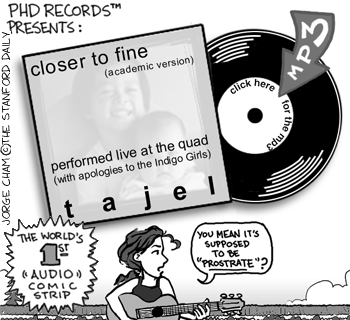 PHD RECORDS™
PRESENTS:
closer to fine
(academic version)
performed live at the quad
(with apologies to the Indigo Girls)
tajel
click here
for the mp3
MP3
JORGE CHAM ©THE STANFORD DAILY
THE WORLD'S
1ST
((AUDIO))
COMIC
STRIP
YOU MEAN IT'S
SUPPOSED
TO BE
"PROSTRATE"?